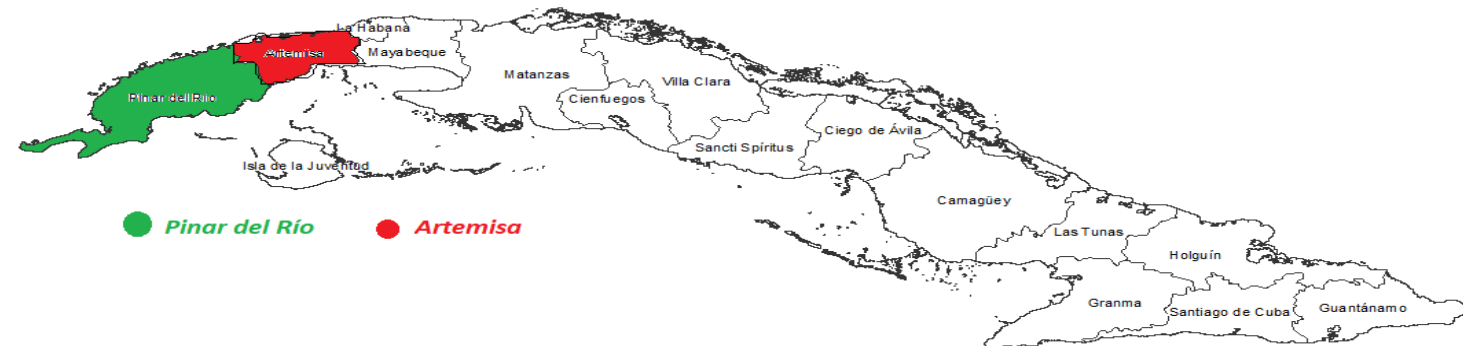 La Habana
Artemisa
Mayabeque
Matanzas
Villa Clara
Pinar del Río
Cienfuegos
Ciego de Ávila
Sancti Spíritus
Isla de la Juventud
Camagüey
Pinar del Río
Artemisa
Las Tunas
Holguín
Granma
Santiago de Cuba
Guantánamo